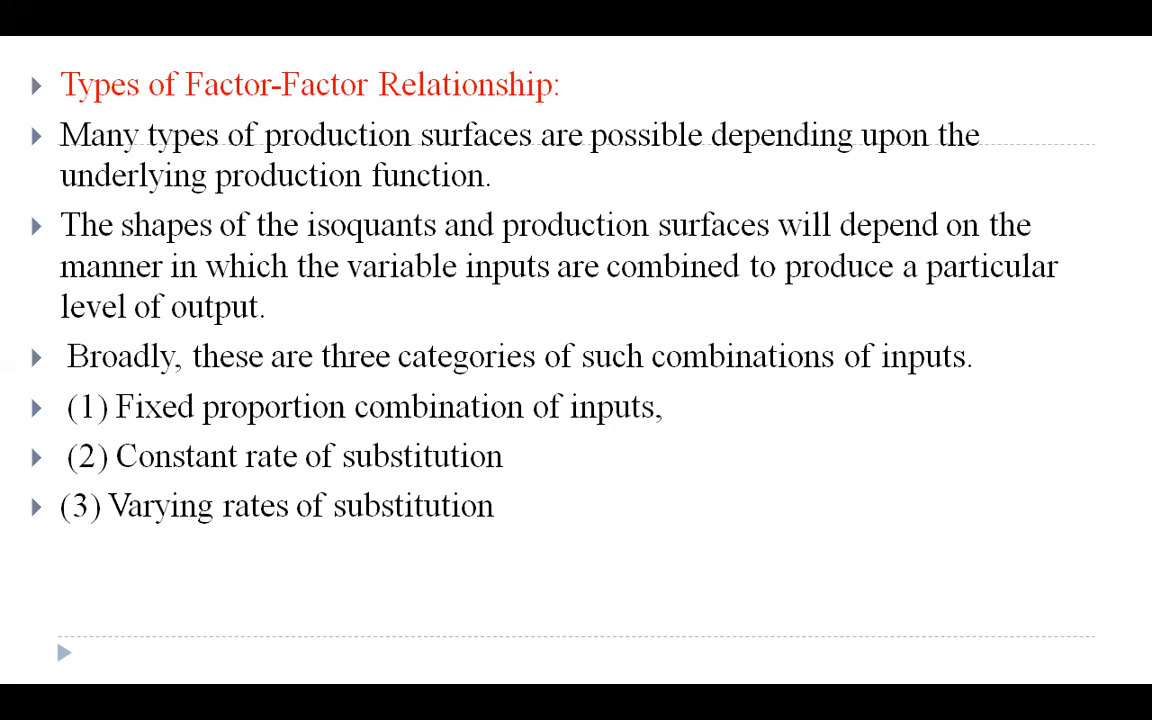 Types of Factor-Factor Relationship:
Many types of production surfaces are possible depending upon the
underlying production function.
The shapes of the isoquants and production surfaces will depend on the
manner in which the variable inputs are combined to produce a particular
level of output.
Broadly, these are three categories of such combinations of inputs.
(1) Fixed proportion combination of inputs,
(2) Constant rate of substitution
(3) Varying rates of substitution